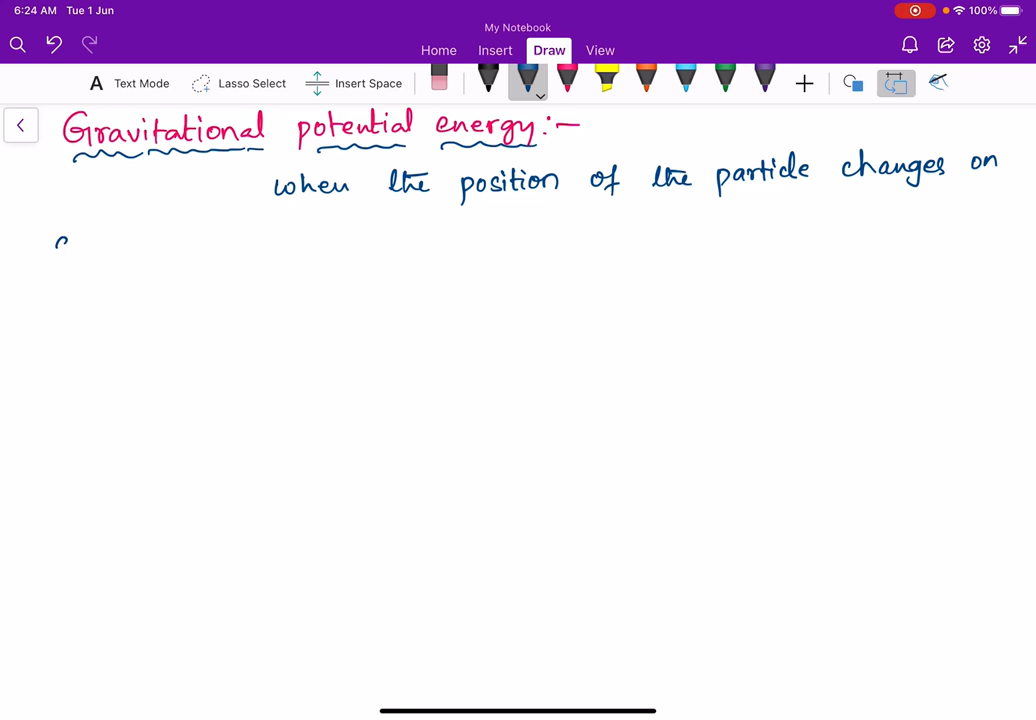 6:24 AM Tue 1 Jun 100%
My Notebook
Home Insert Draw View
A Text Mode Lasso Select Insert Space
Gravitational potential energy:-
when the position of the particle changes on